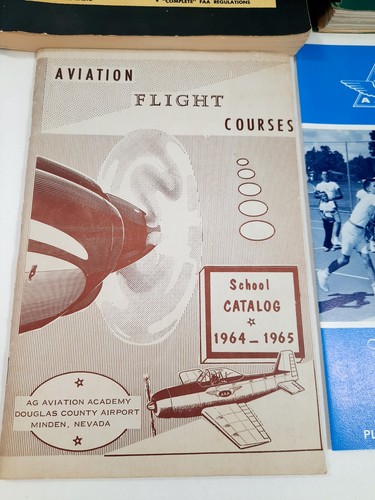 • "COMPLETE" FAA REGULATIONS
AVIATION
FLIGHT
COURSES
School
CATALOG
1964-1965
AG AVIATION ACADEMY
DOUGLAS COUNTY AIRPORT
MINDEN, NEVADA